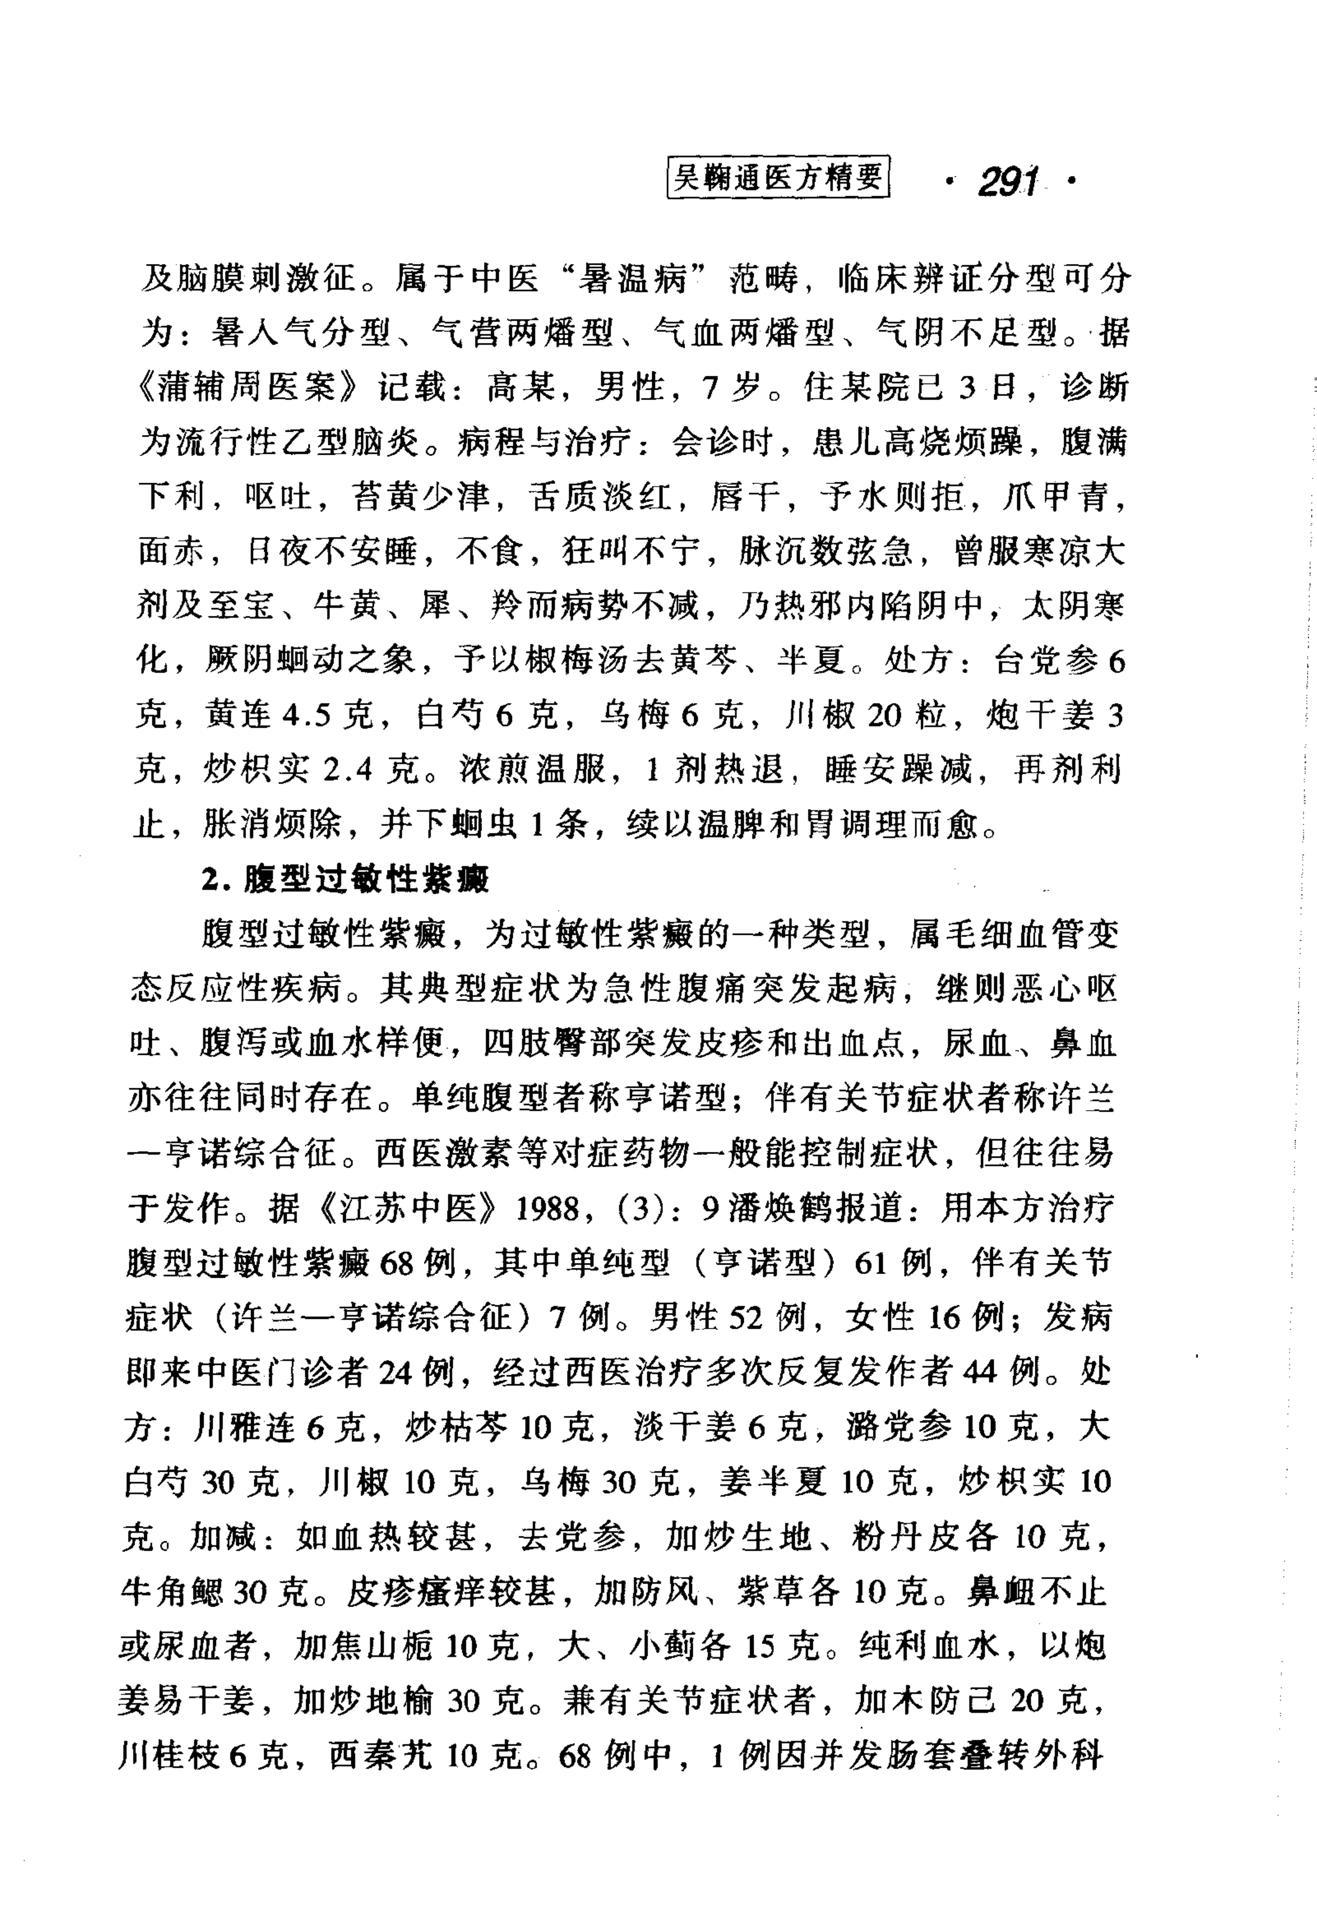 吴鞠通医方精要 · 291 ·
及脑膜刺激征。属于中医“暑温病”范畴，临床辨证分型可分
为：暑人气分型、气营两燔型、气血两燔型、气阴不足型。据
《蒲辅周医案》记载：高某，男性，7岁。住某院已3日，诊断
为流行性乙型脑炎。病程与治疗：会诊时，患儿高烧烦躁，腹满
下利，呕吐，苔黄少津，舌质淡红，唇干，予水则拒，爪甲青，
面赤，日夜不安睡，不食，狂叫不宁，脉沉数弦急，曾服寒凉大
剂及至宝、牛黄、犀、羚而病势不减，乃热邪内陷阴中，太阴寒
化，厥阴蛔动之象，予以椒梅汤去黄芩、半夏。处方：台党参6
克，黄连4.5克，白芍6克，乌梅6克，川椒20粒，炮干姜3
克，炒枳实2.4克。浓煎温服，1剂热退，睡安躁减，再剂利
止，胀消烦除，并下蛔虫1条，续以温脾和胃调理而愈。
2.腹型过敏性紫癜
腹型过敏性紫癜，为过敏性紫癜的一种类型，属毛细血管变
态反应性疾病。其典型症状为急性腹痛突发起病，继则恶心呕
吐、腹泻或血水样便，四肢臀部突发皮疹和出血点，尿血、鼻血
亦往往同时存在。单纯腹型者称亨诺型；伴有关节症状者称许兰
一亨诺综合征。西医激素等对症药物一般能控制症状，但往往易
于发作。据《江苏中医》1988，(3)：9潘焕鹤报道：用本方治疗
腹型过敏性紫癜68例，其中单纯型（亨诺型）61例，伴有关节
症状（许兰一亨诺综合征）7例。男性52例，女性16例；发病
即来中医门诊者24例，经过西医治疗多次反复发作者44例。处
方：川雅连6克，炒枯芩10克，淡干姜6克，潞党参10克，大
白芍30克，川椒10克，乌梅30克，姜半夏10克，炒枳实10
克。加减：如血热较甚，去党参，加炒生地、粉丹皮各10克，
牛角鳃30克。皮疹瘙痒较甚，加防风、紫草各10克。鼻衄不止
或尿血者，加焦山栀10克，大、小蓟各15克。纯利血水，以炮
姜易干姜，加炒地榆30克。兼有关节症状者，加木防己20克，
川桂枝6克，西秦艽10克。68例中，1例因并发肠套叠转外科